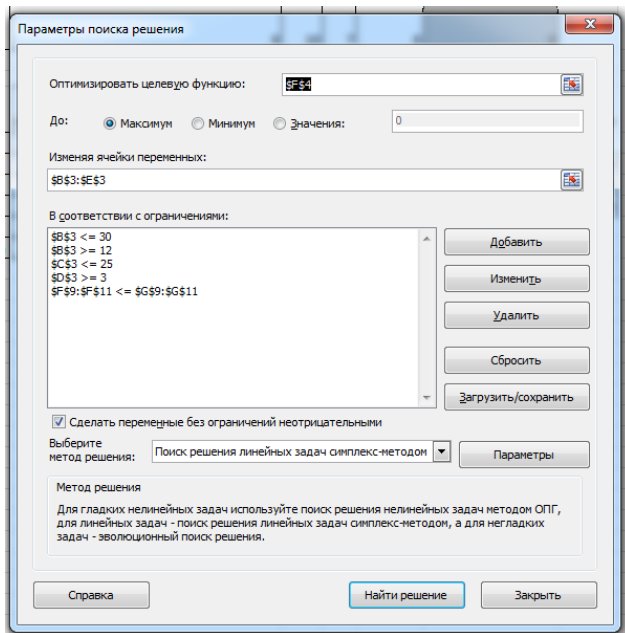 Параметры поиска решения
Оптимизировать целевую функцию: $F$4
До: Максимум Минимум Значения: 0
Изменяя ячейки переменных:
$B$3:$E$3
В соответствии с ограничениями:
$B$3 <= 30
$B$3 >= 12
$C$3 <= 25
$D$3 >= 3
$F$9:$F$11 <= $G$9:$G$11
Добавить
Изменить
Удалить
Сбросить
Загрузить/сохранить
Сделать переменные без ограничений неотрицательными
Выберите
метод решения: Поиск решения линейных задач симплекс-методом Параметры
Метод решения
Для гладких нелинейных задач используйте поиск решения нелинейных задач методом ОПГ,
для линейных задач - поиск решения линейных задач симплекс-методом, а для негладких
задач - эволюционный поиск решения.
Справка Найти решение Закрыть